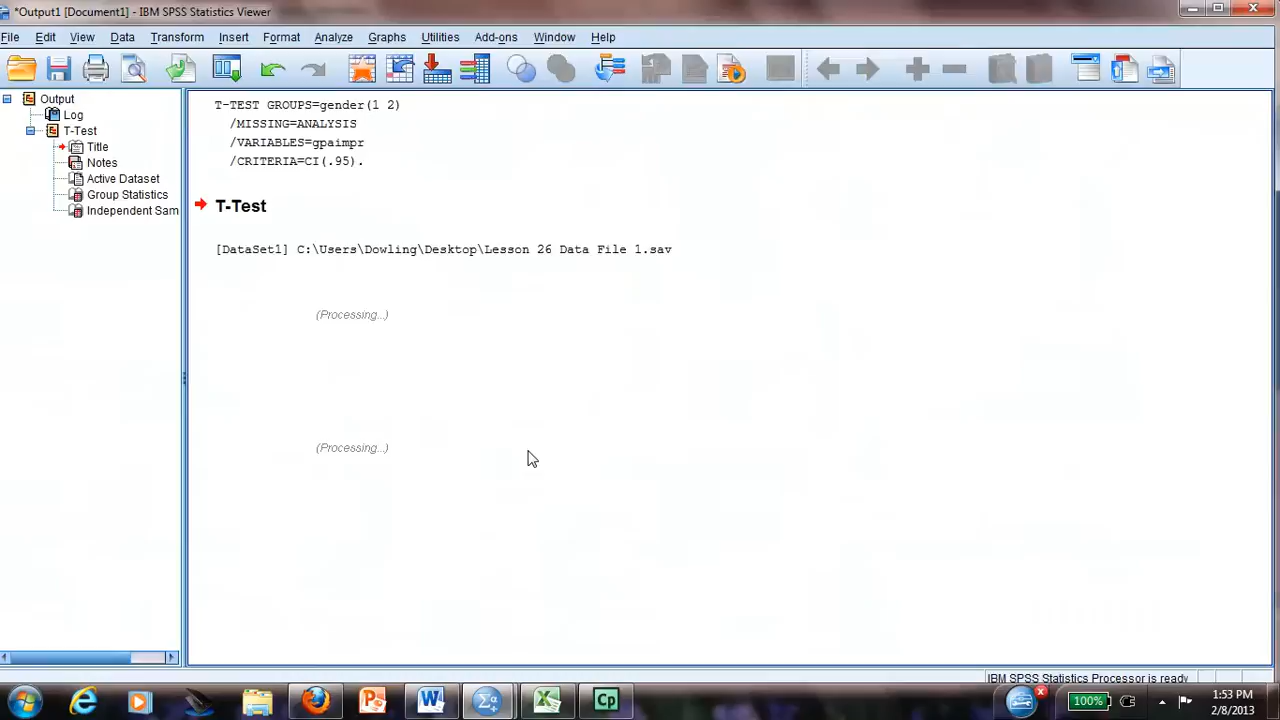 *Output1 [Document1] - IBM SPSS Statistics Viewer
File Edit View Data Transform Insert Format Analyze Graphs Utilities Add-ons Window Help
Output
Log
T-Test
Title
Notes
Active Dataset
Group Statistics
Independent Sam
T-TEST GROUPS=gender(1 2)
/MISSING=ANALYSIS
/VARIABLES=gpaimpr
/CRITERIA=CI(.95).
T-Test
[DataSet1] C:\Users\Dowling\Desktop\Lesson 26 Data File 1.sav
(Processing...)
(Processing...)
IBM SPSS Statistics Processor is ready
100%
1:53 PM
2/8/2013